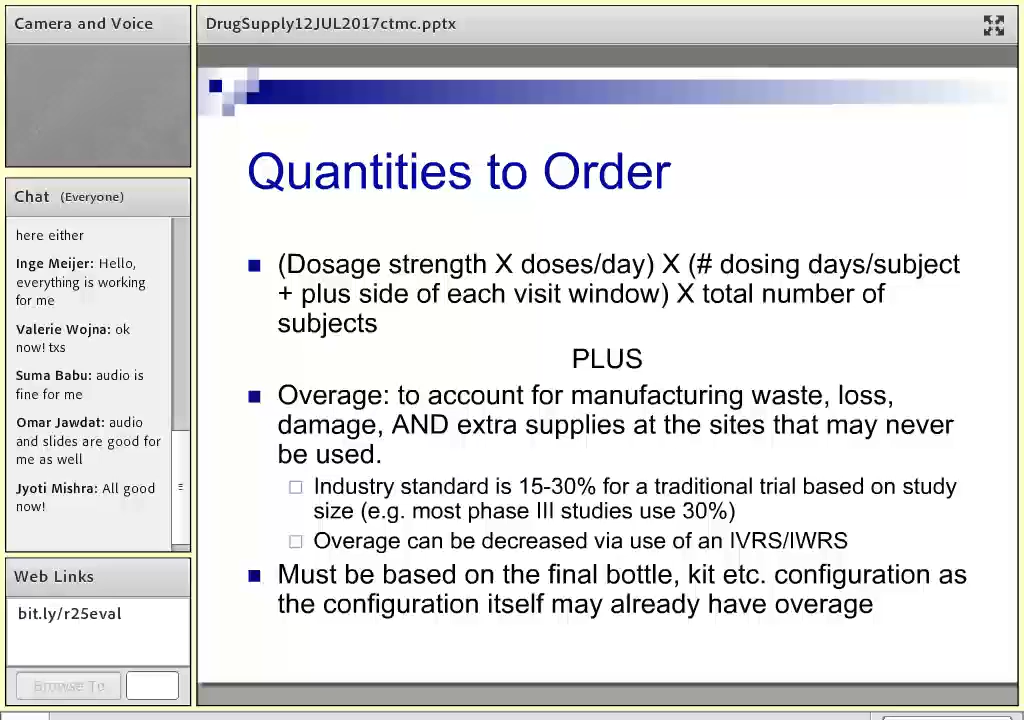 Camera and Voice
DrugSupply12JUL2017ctmc.pptx
Chat (Everyone)
here either
Inge Meijer: Hello,
everything is working
for me
Valerie Wojna: ok
now! txs
Suma Babu: audio is
fine for me
Omar Jawdat: audio
and slides are good for
me as well
Jyoti Mishra: All good
now!
Web Links
bit.ly/r25eval
Browse To
Quantities to Order
(Dosage strength X doses/day) X (# dosing days/subject
+ plus side of each visit window) X total number of
subjects
PLUS
Overage: to account for manufacturing waste, loss,
damage, AND extra supplies at the sites that may never
be used.
Industry standard is 15-30% for a traditional trial based on study
size (e.g. most phase III studies use 30%)
Overage can be decreased via use of an IVRS/IWRS
Must be based on the final bottle, kit etc. configuration as
the configuration itself may already have overage